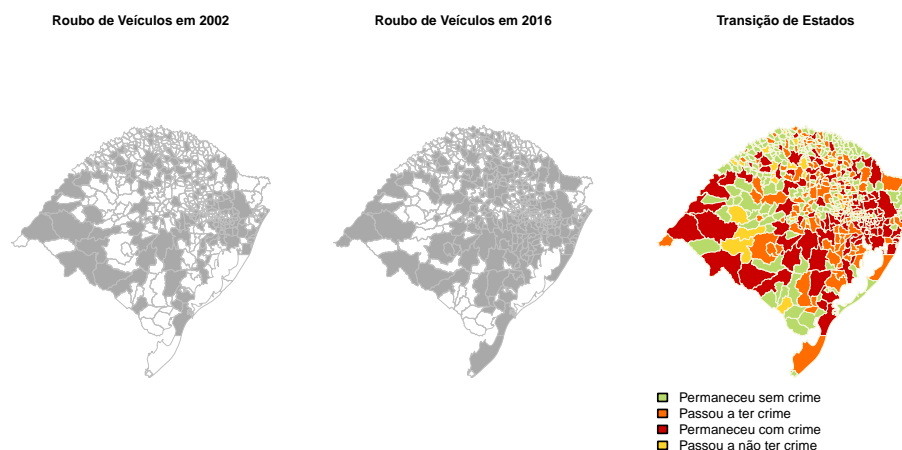 Roubo de Veículos em 2002
Roubo de Veículos em 2016
Transição de Estados
Permaneceu sem crime
Passou a ter crime
Permaneceu com crime
Passou a não ter crime